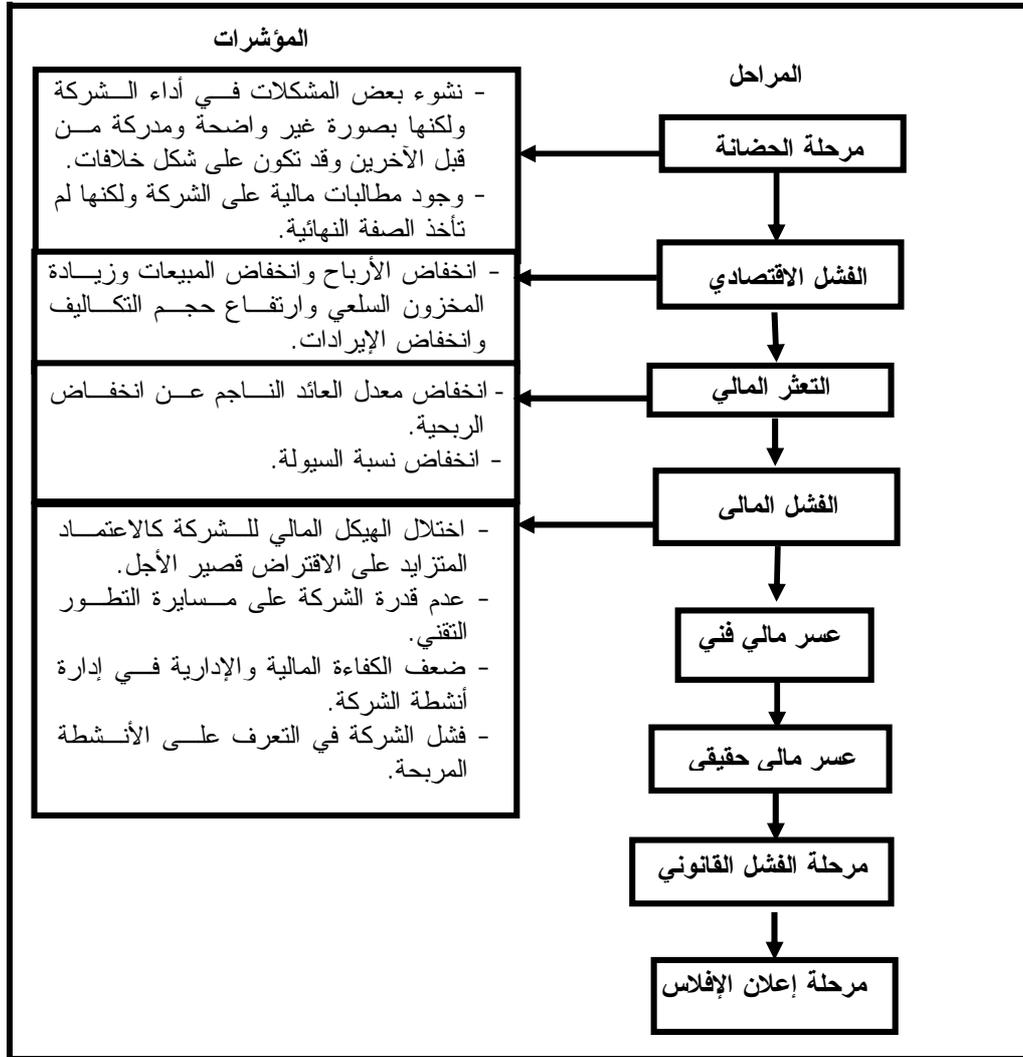 المؤشرات
المراحل
- نشوء بعض المشكلات في أداء الشركة
ولكنها بصورة غير واضحة ومدركة من
قبل الآخرين وقد تكون على شكل خلافات.
- وجود مطالبات مالية على الشركة ولكنها لم
تأخذ الصفة النهائية.
مرحلة الحضانة
- انخفاض الأرباح وانخفاض المبيعات وزيادة
المخزون السلعي وارتفاع حجم التكاليف
وانخفاض الإيرادات.
الفشل الاقتصادي
- انخفاض معدل العائد الناجم عن انخفاض
الربحية.
- انخفاض نسبة السيولة.
التعثر المالي
- اختلال الهيكل المالي للشركة كالاعتماد
المتزايد على الاقتراض قصير الأجل.
- عدم قدرة الشركة على مسايرة التطور
التقني.
- ضعف الكفاءة المالية والإدارية في إدارة
أنشطة الشركة.
- فشل الشركة في التعرف على الأنشطة
المربحة.
الفشل المالى
عسر مالي فني
عسر مالى حقيقى
مرحلة الفشل القانوني
مرحلة إعلان الإفلاس